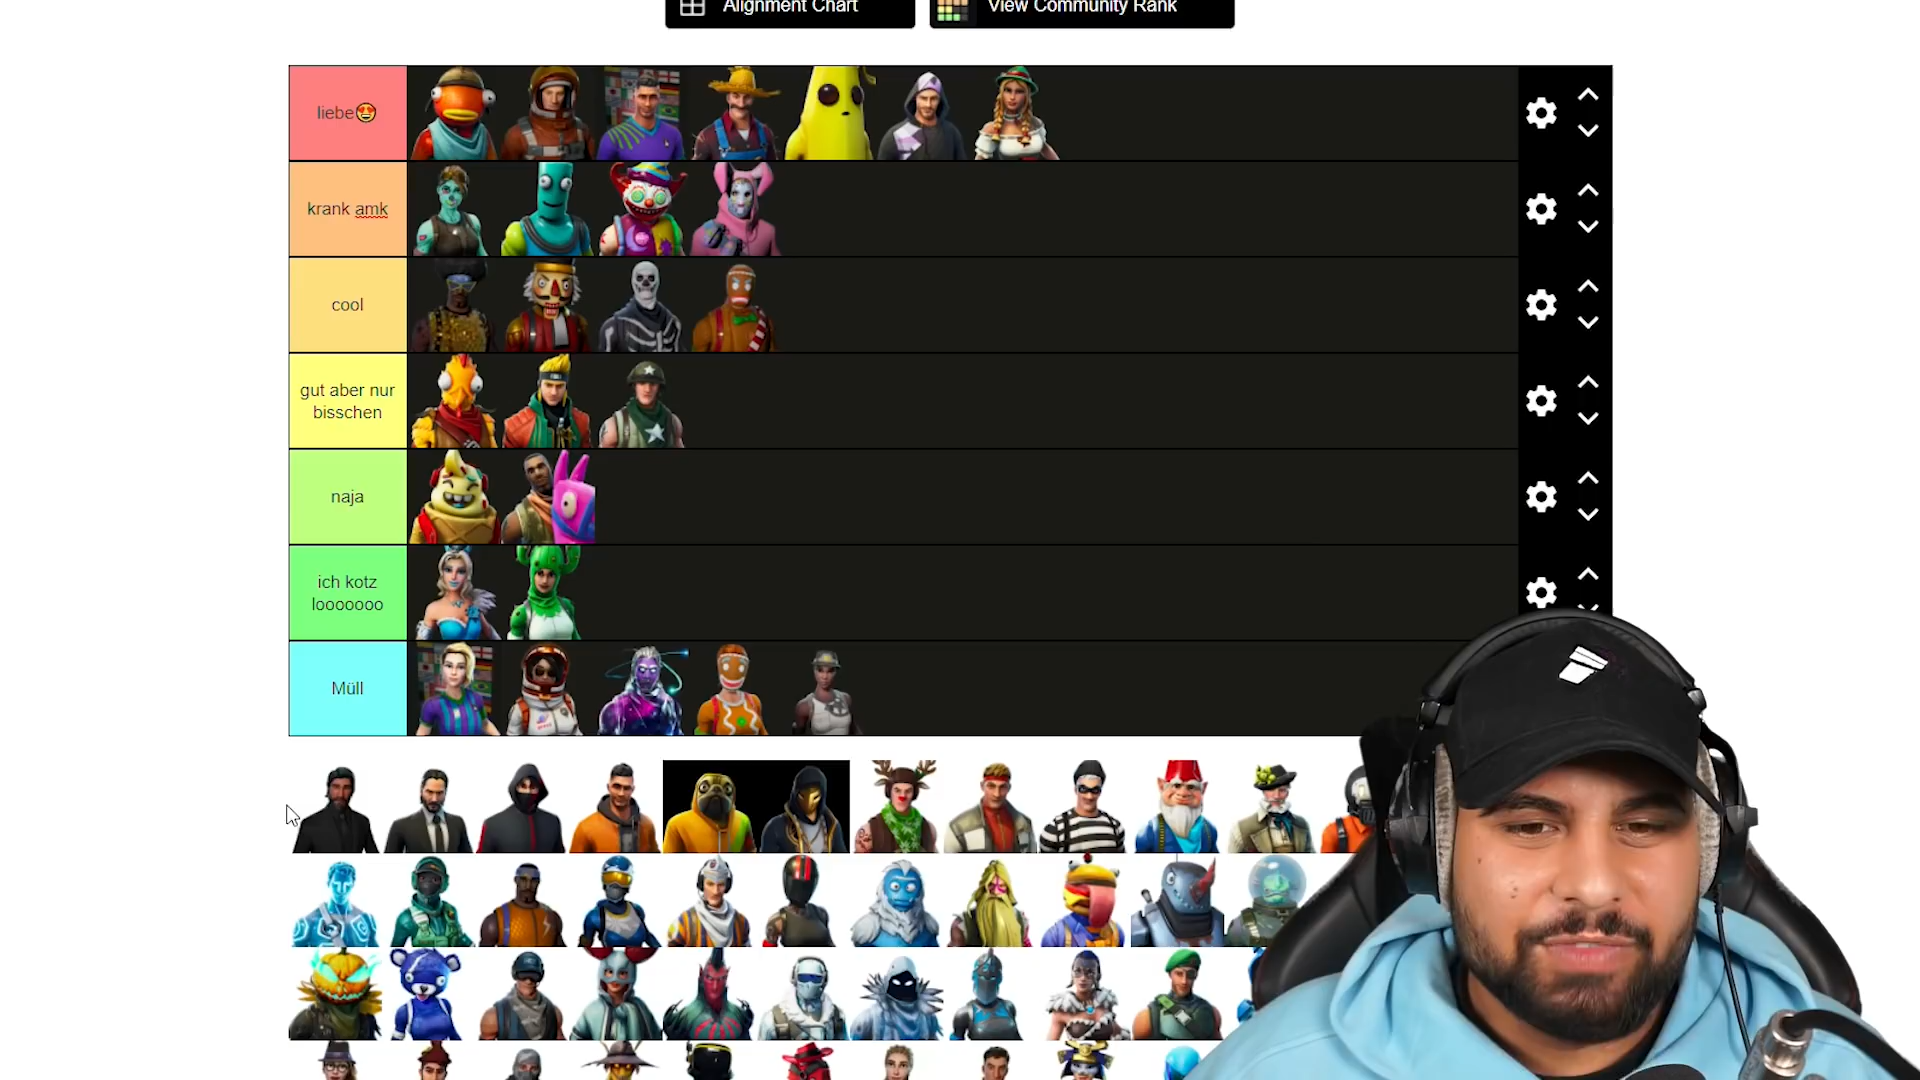 Alignment Chart
View Community Rank
liebe😍
krank amk
cool
gut aber nur
bisschen
naja
ich kotz
looooooo
Müll